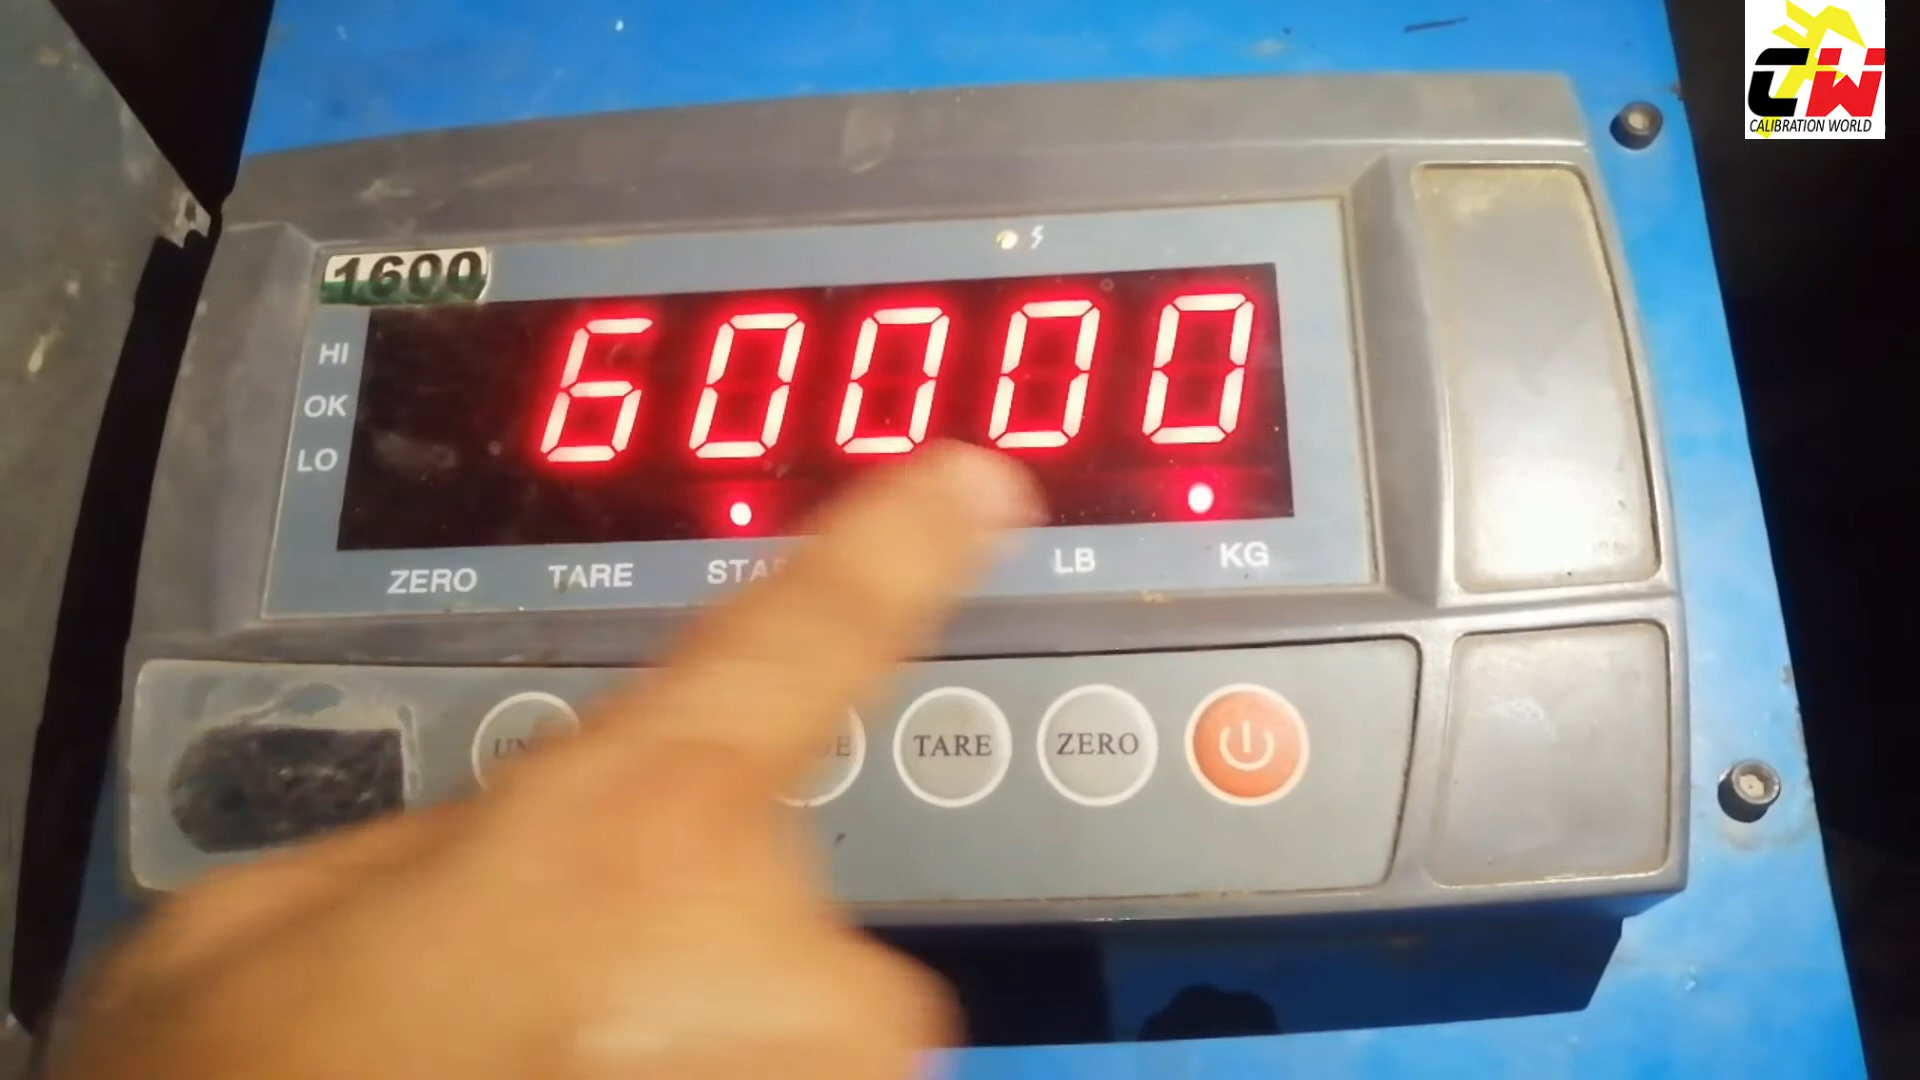 CW
CALIBRATION WORLD
1600
60000
HI
OK
LO
ZERO TARE LB KG
TARE ZERO